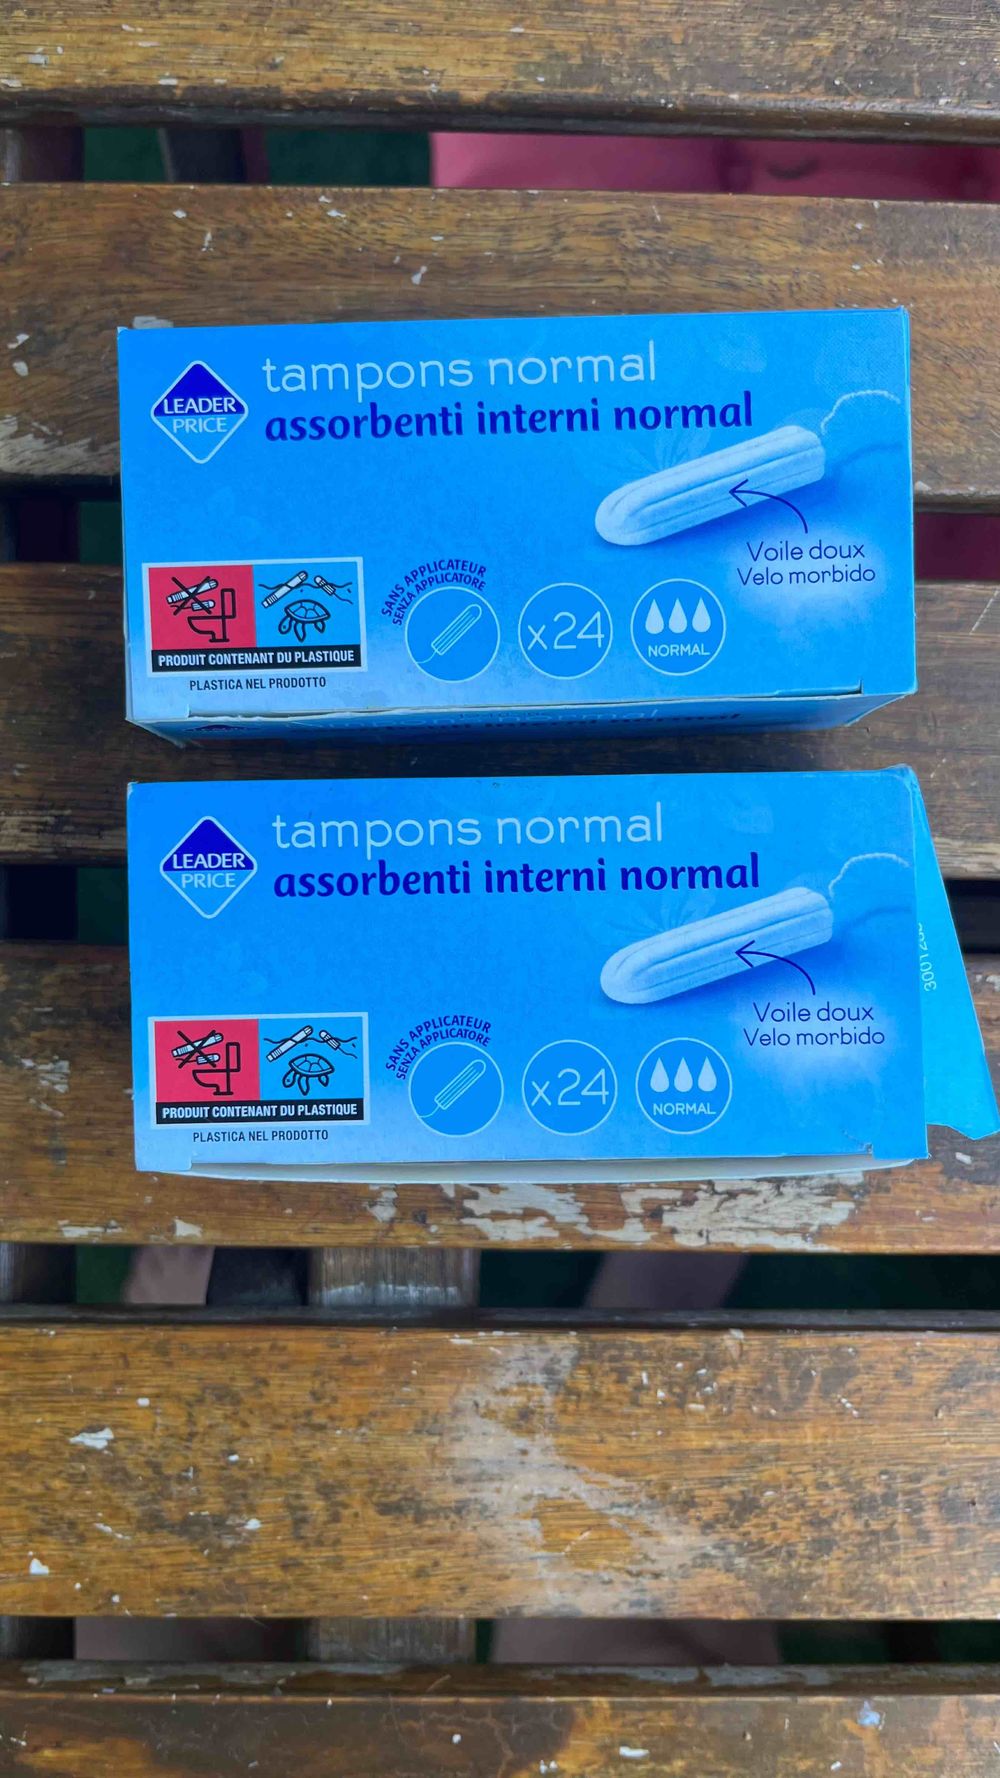 tampons normal
assorbenti interni normal
LEADER
PRICE
Voile doux
Velo morbido
SANS APPLICATEUR
SENZA APPLICATORE
x24
NORMAL
PRODUIT CONTENANT DU PLASTIQUE
PLASTICA NEL PRODOTTO
tampons normal
assorbenti interni normal
LEADER
PRICE
Voile doux
Velo morbido
SANS APPLICATEUR
SENZA APPLICATORE
x24
NORMAL
PRODUIT CONTENANT DU PLASTIQUE
PLASTICA NEL PRODOTTO